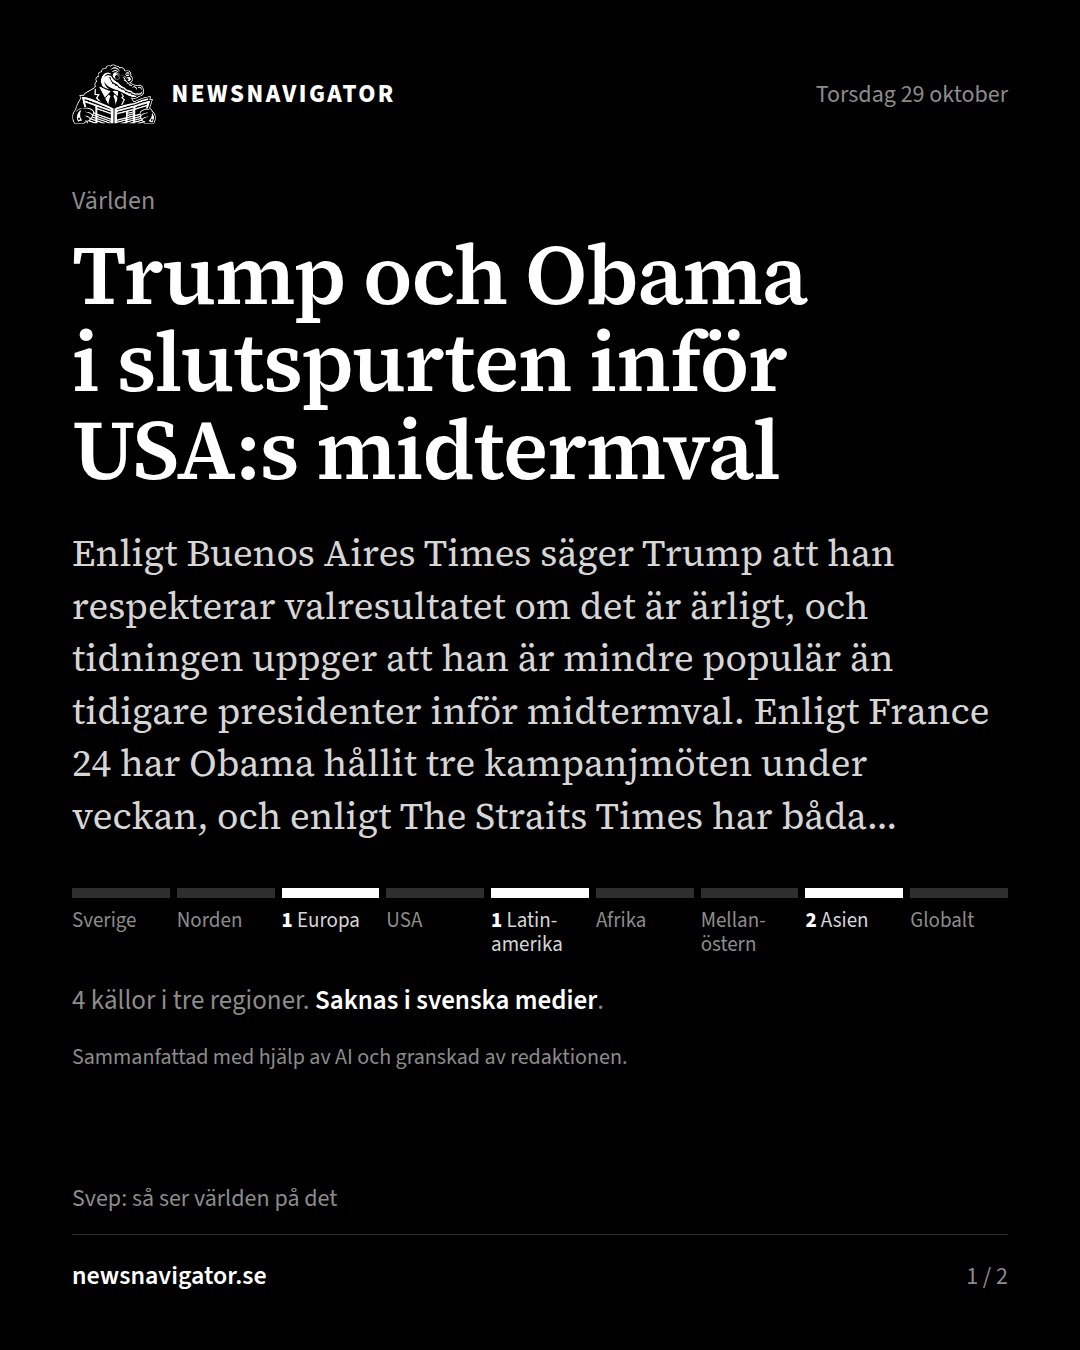 NEWSNAVIGATOR
Torsdag 29 oktober
Världen
Trump och Obama
i slutspurten inför
USA:s midtermval
Enligt Buenos Aires Times säger Trump att han
respekterar valresultatet om det är ärligt, och
tidningen uppger att han är mindre populär än
tidigare presidenter inför midtermval. Enligt France
24 har Obama hållit tre kampanjmöten under
veckan, och enligt The Straits Times har båda...
Sverige
Norden
1 Europa
USA
1 Latin-
amerika
Afrika
Mellan-
östern
2 Asien
Globalt
4 källor i tre regioner. Saknas i svenska medier.
Sammanfattad med hjälp av AI och granskad av redaktionen.
Svep: så ser världen på det
newsnavigator.se
1 / 2